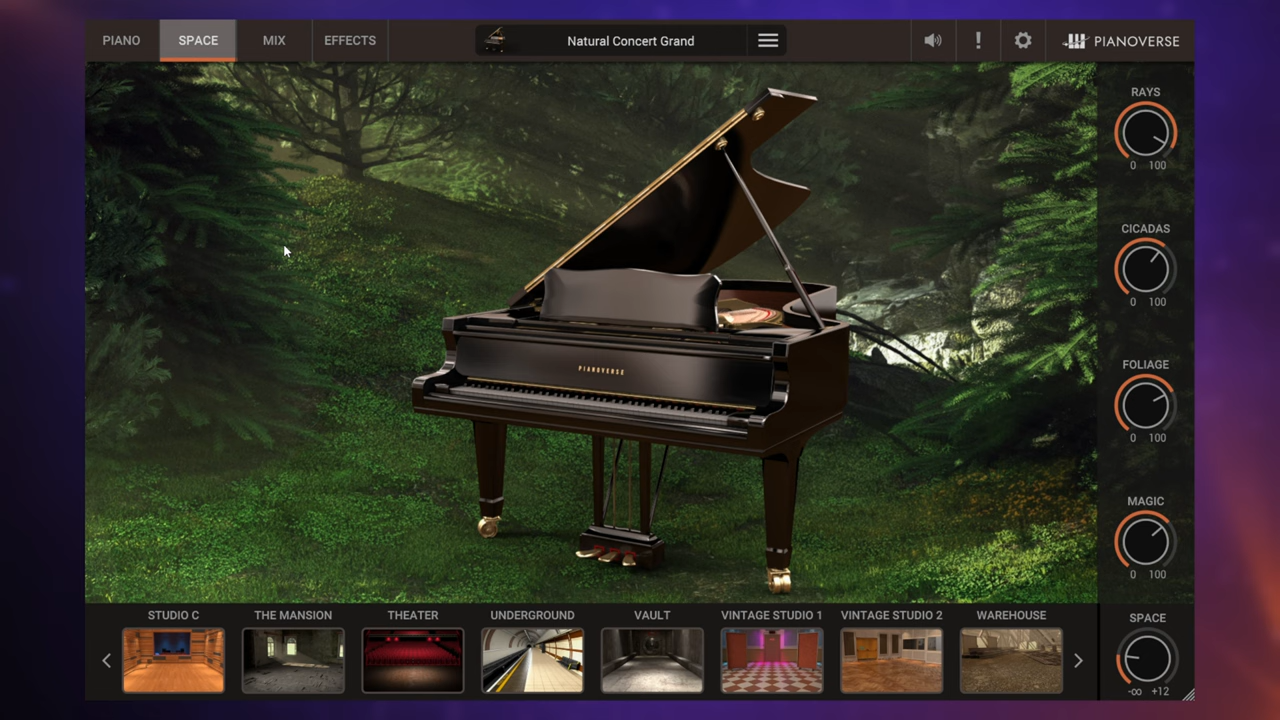 PIANO SPACE MIX EFFECTS Natural Concert Grand ! PIANOVERSE
RAYS
0 100
CICADAS
0 100
FOLIAGE
0 100
PIANOVERSE
MAGIC
0 100
STUDIO C THE MANSION THEATER UNDERGROUND VAULT VINTAGE STUDIO 1 VINTAGE STUDIO 2 WAREHOUSE SPACE
-∞ +12